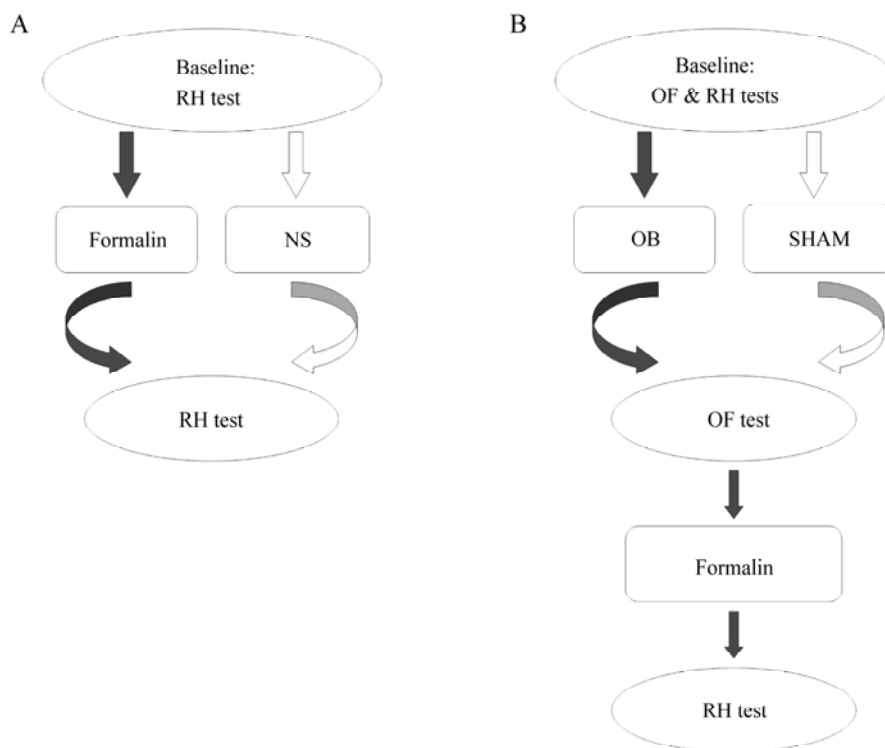 A
Baseline:
RH test
Formalin
NS
RH test
B
Baseline:
OF & RH tests
OB
SHAM
OF test
Formalin
RH test